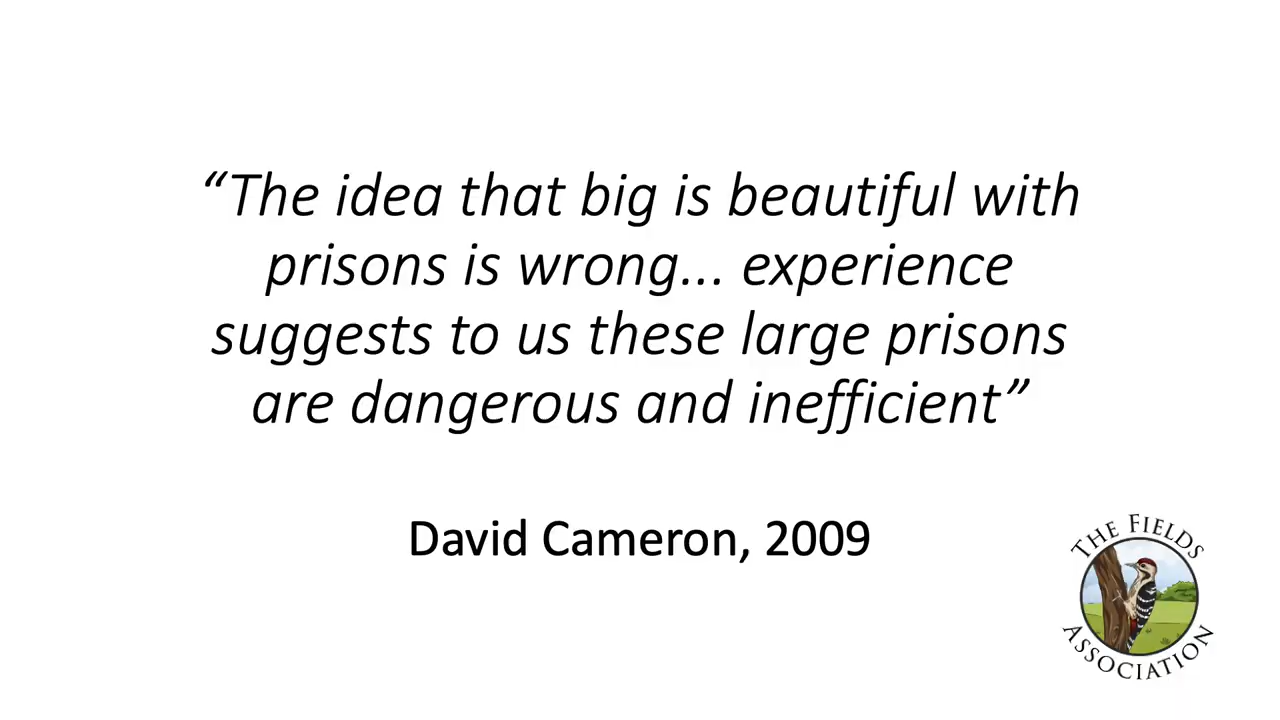 “The idea that big is beautiful with
prisons is wrong... experience
suggests to us these large prisons
are dangerous and inefficient”
David Cameron, 2009
THE FIELDS
ASSOCIATION